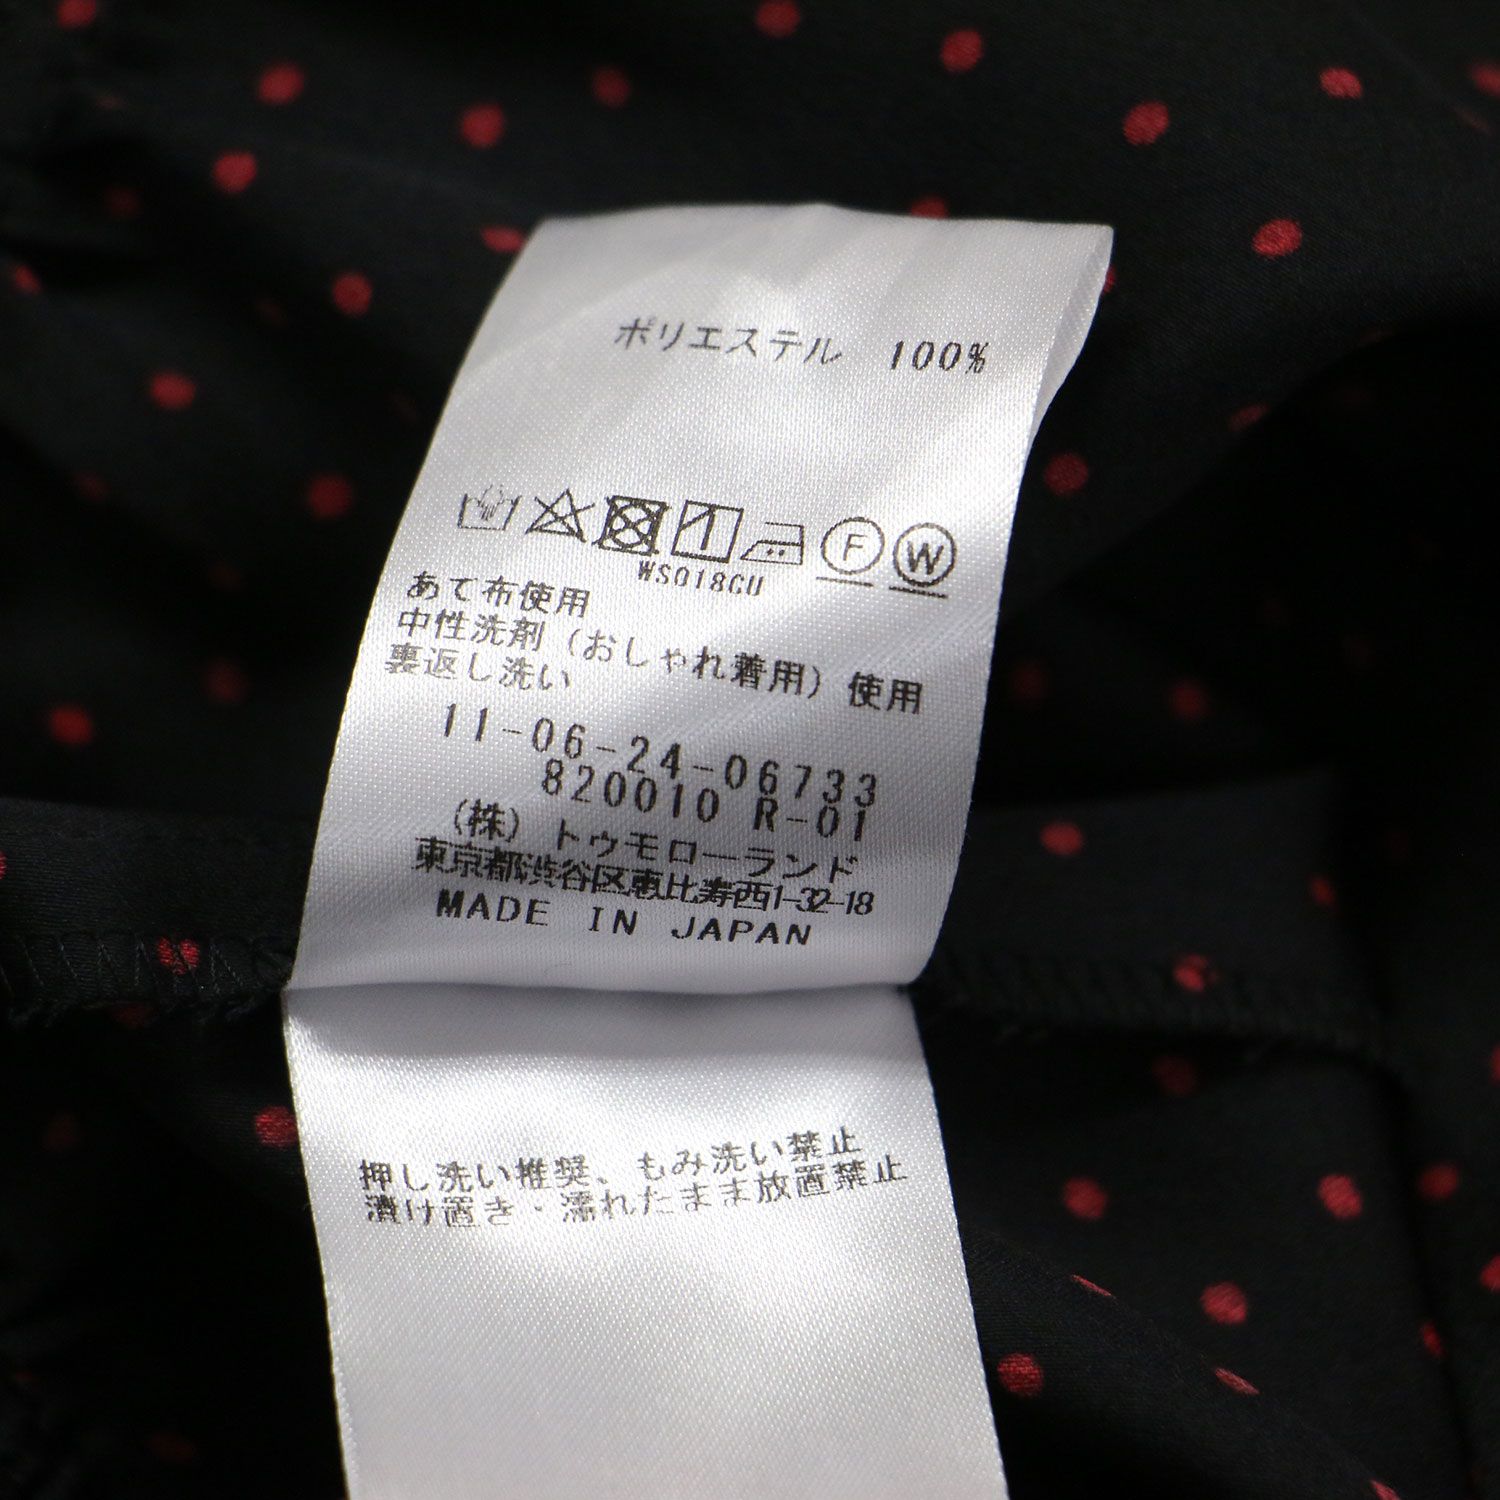 ポリエステル 100%
F W
WS018CU
あて布使用
中性洗剤(おしゃれ着用)使用
裏返し洗い
11-06-24-06733
820010 R-01
(株)トゥモローランド
東京都渋谷区恵比寿西1-32-18
MADE IN JAPAN
押し洗い推奨、もみ洗い禁止
漬け置き・濡れたまま放置禁止